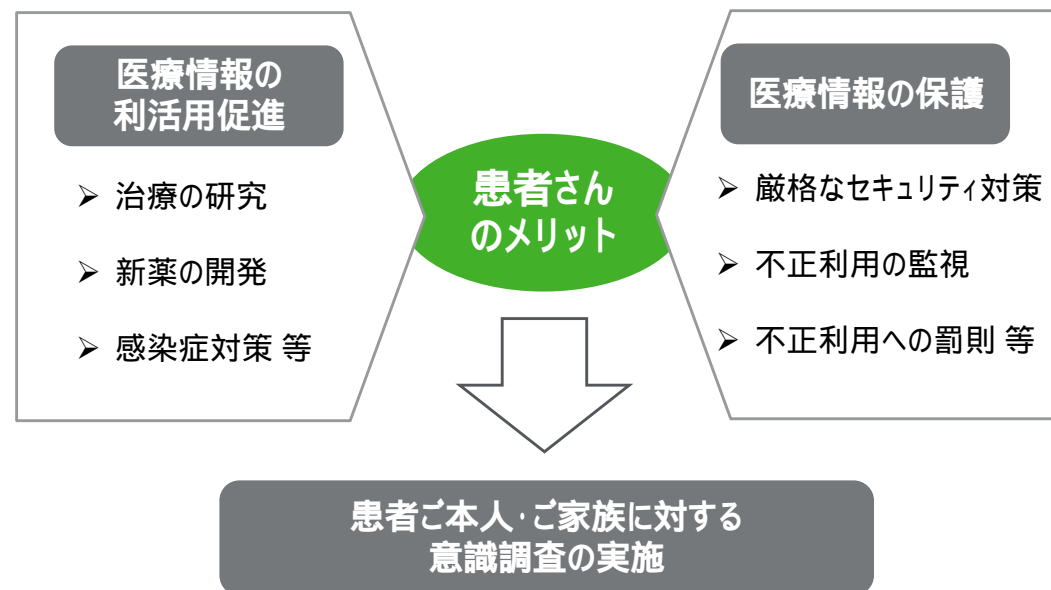 医療情報の
利活用促進
➢ 治療の研究
➢ 新薬の開発
➢ 感染症対策 等
患者さん
のメリット
医療情報の保護
➢ 厳格なセキュリティ対策
➢ 不正利用の監視
➢ 不正利用への罰則 等
患者ご本人・ご家族に対する
意識調査の実施